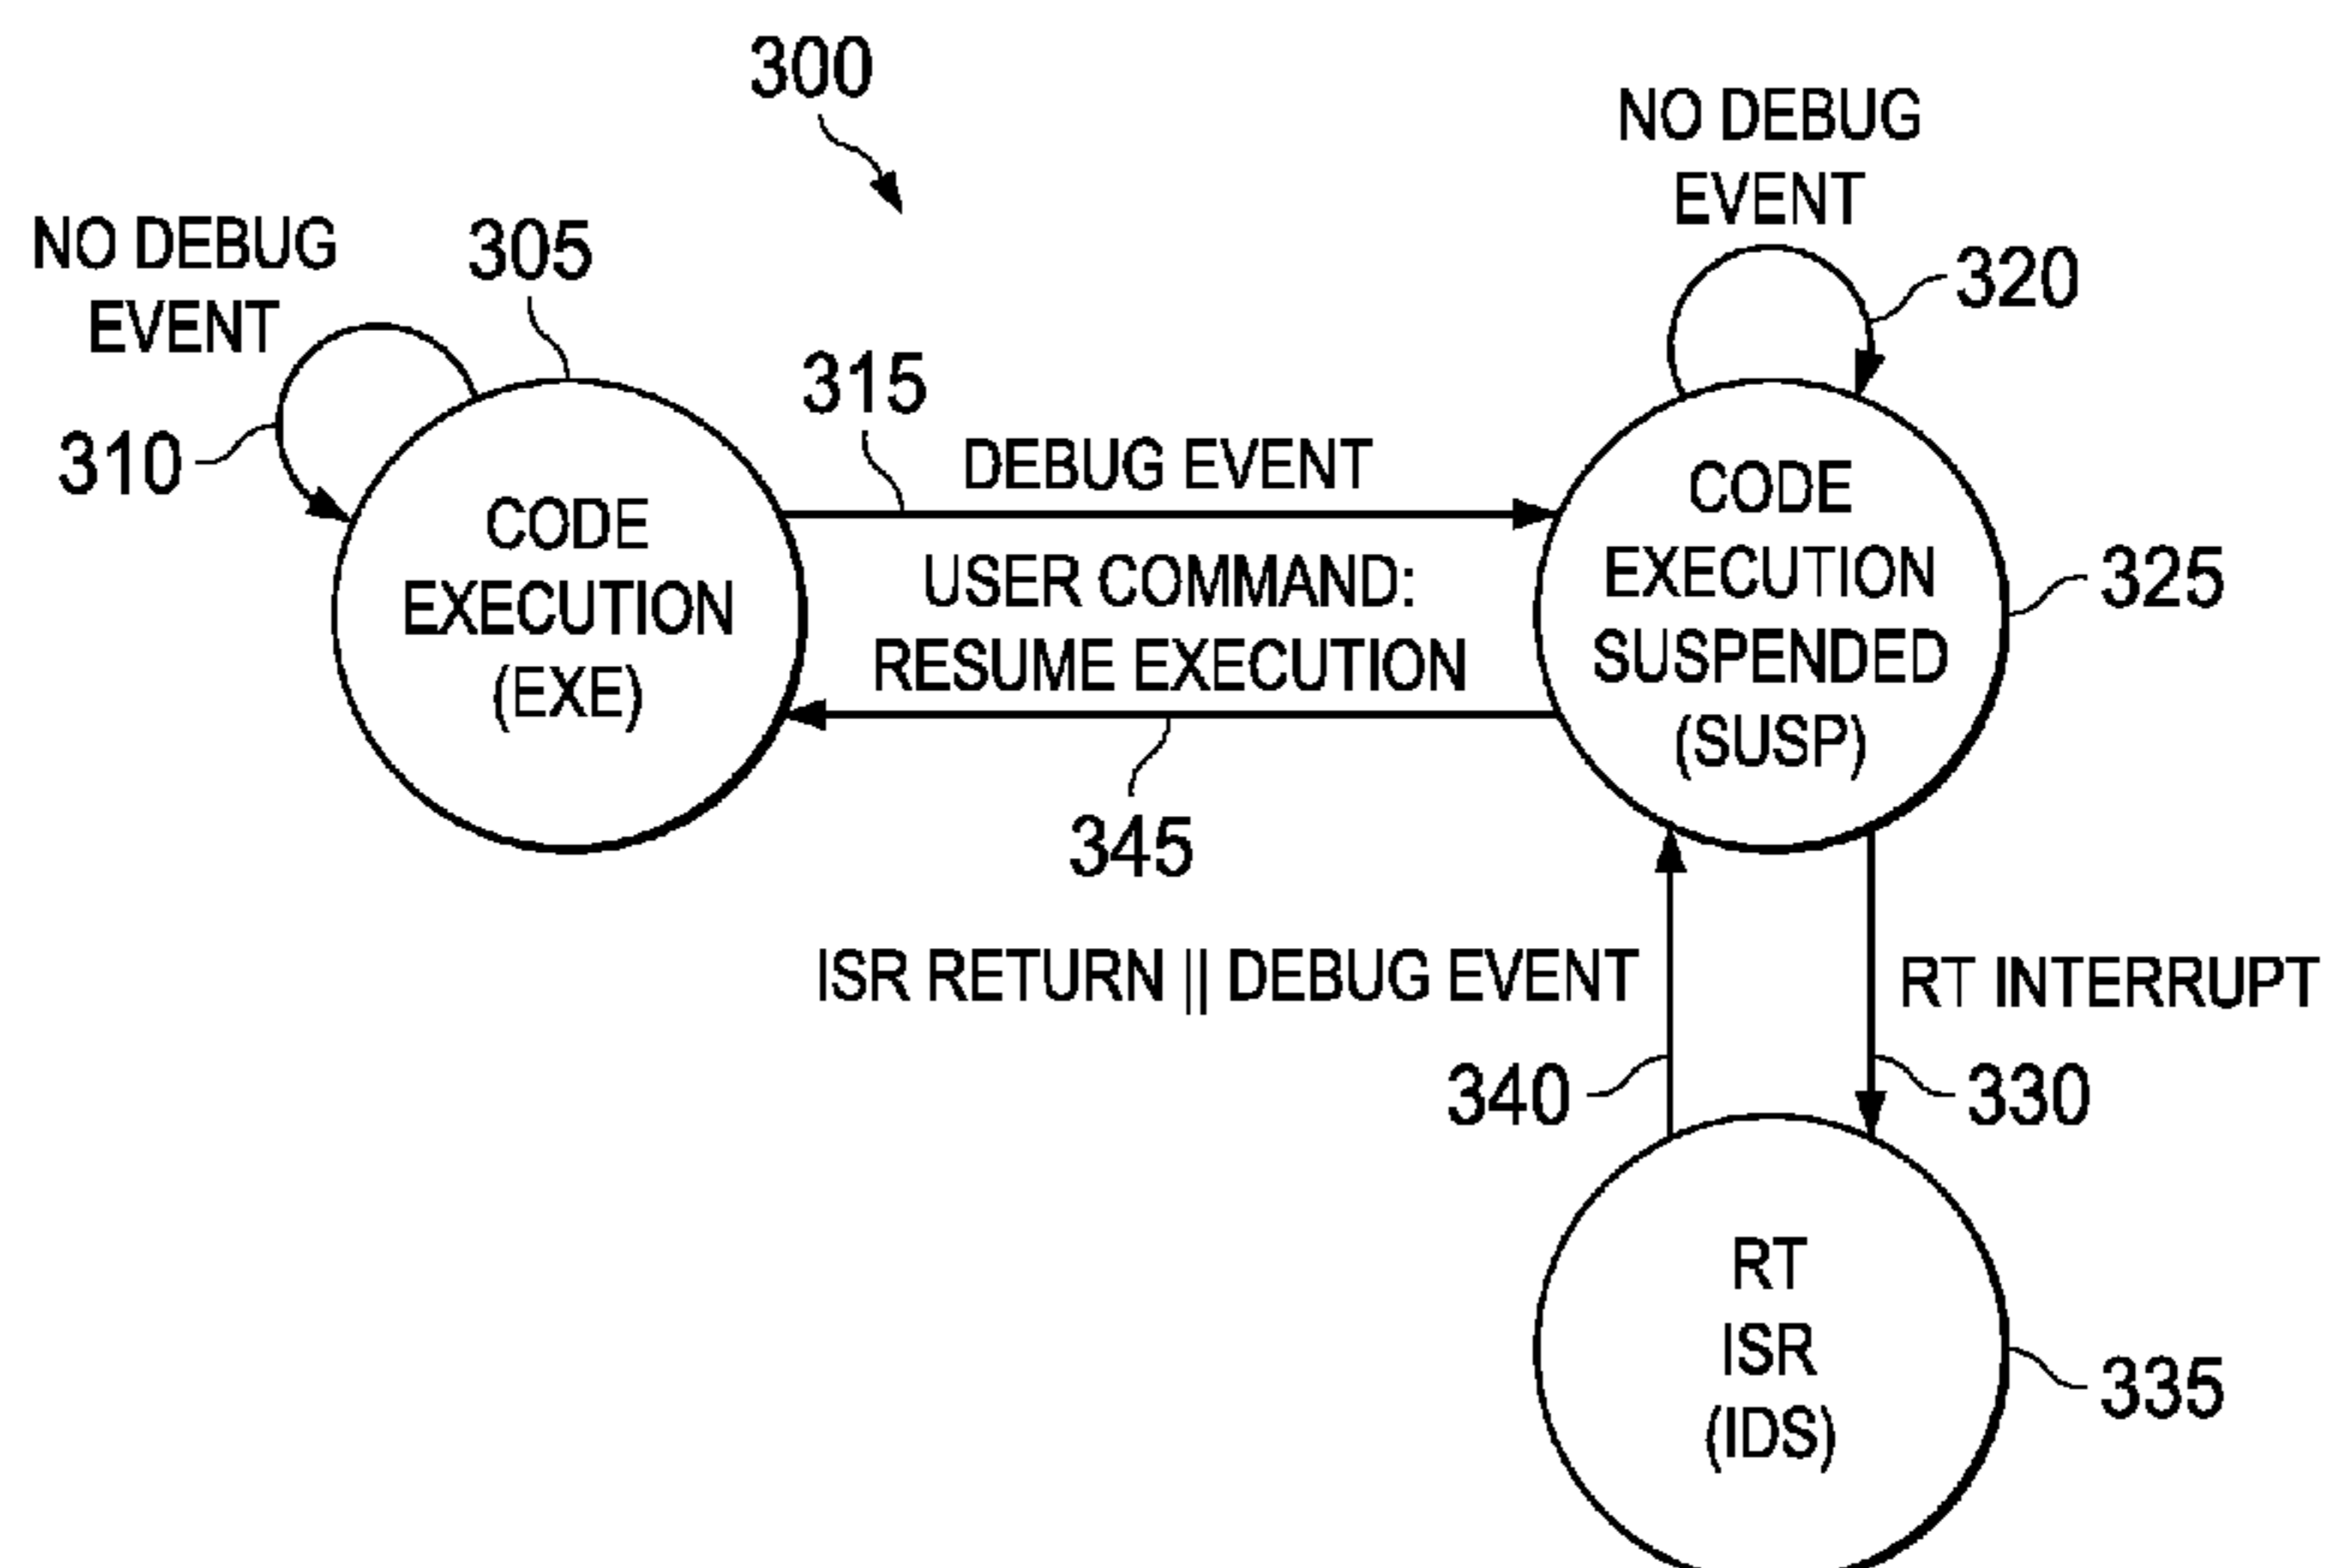 300
NO DEBUG
EVENT
305
310
CODE
EXECUTION
(EXE)
315
DEBUG EVENT
USER COMMAND:
RESUME EXECUTION
345
NO DEBUG
EVENT
320
CODE
EXECUTION
SUSPENDED
(SUSP)
325
ISR RETURN || DEBUG EVENT
RT INTERRUPT
340
330
RT
ISR
(IDS)
335